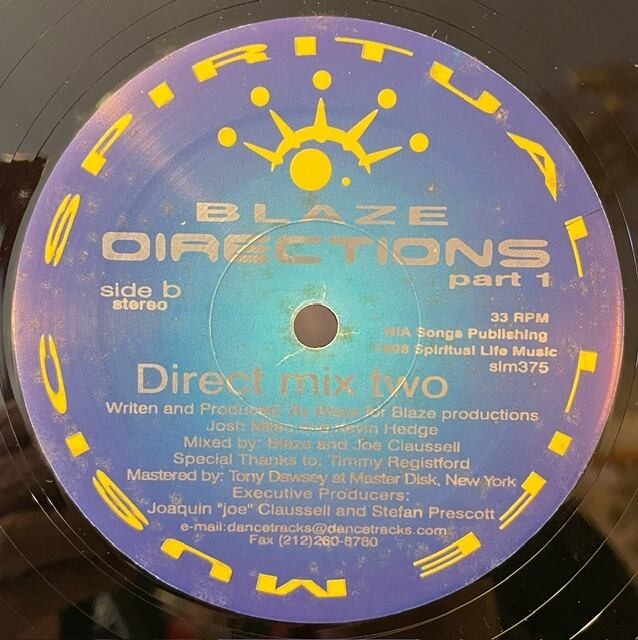 SPIRITUAL LIFE MUSIC
BLAZE
DIRECTIONS
part 1
side b
stereo
33 RPM
NIA Songs Publishing
1998 Spiritual Life Music
slm375
Direct mix two
Writen and Produced By Blaze for Blaze productions
Josh Milan and Kevin Hedge
Mixed by: Blaze and Joe Claussell
Special Thanks to: Timmy Registford
Mastered by: Tony Dawsey at Master Disk, New York
Executive Producers:
Joaquin "joe" Claussell and Stefan Prescott
e-mail:dancetracks@dancetracks.com
Fax (212)260-8780